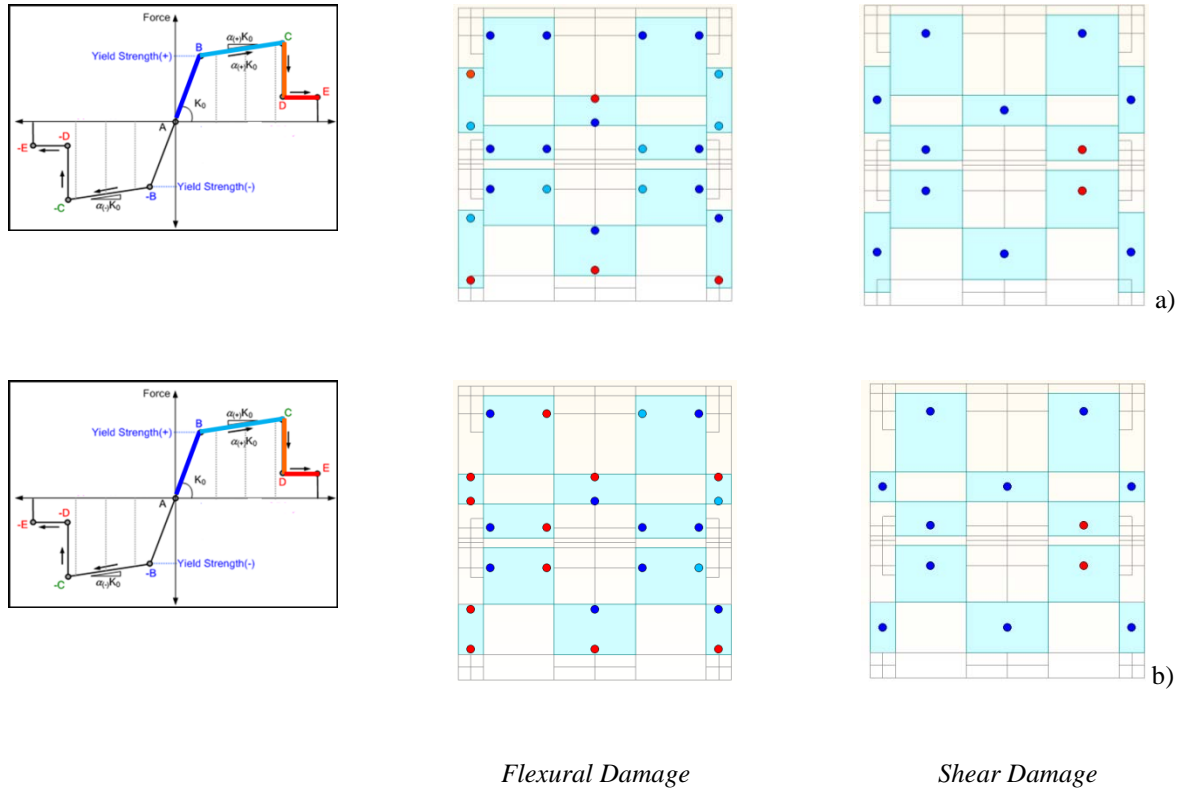 Force
C
α(+)K₀
B
Yield Strength(+)
α(+)K₀
E
D
K₀
A
-D
-E
Yield Strength(-)
-B
-C
α(-)K₀
a)
Force
C
α(+)K₀
B
Yield Strength(+)
α(+)K₀
E
D
K₀
A
-D
-E
Yield Strength(-)
-B
-C
α(-)K₀
b)
Flexural Damage
Shear Damage